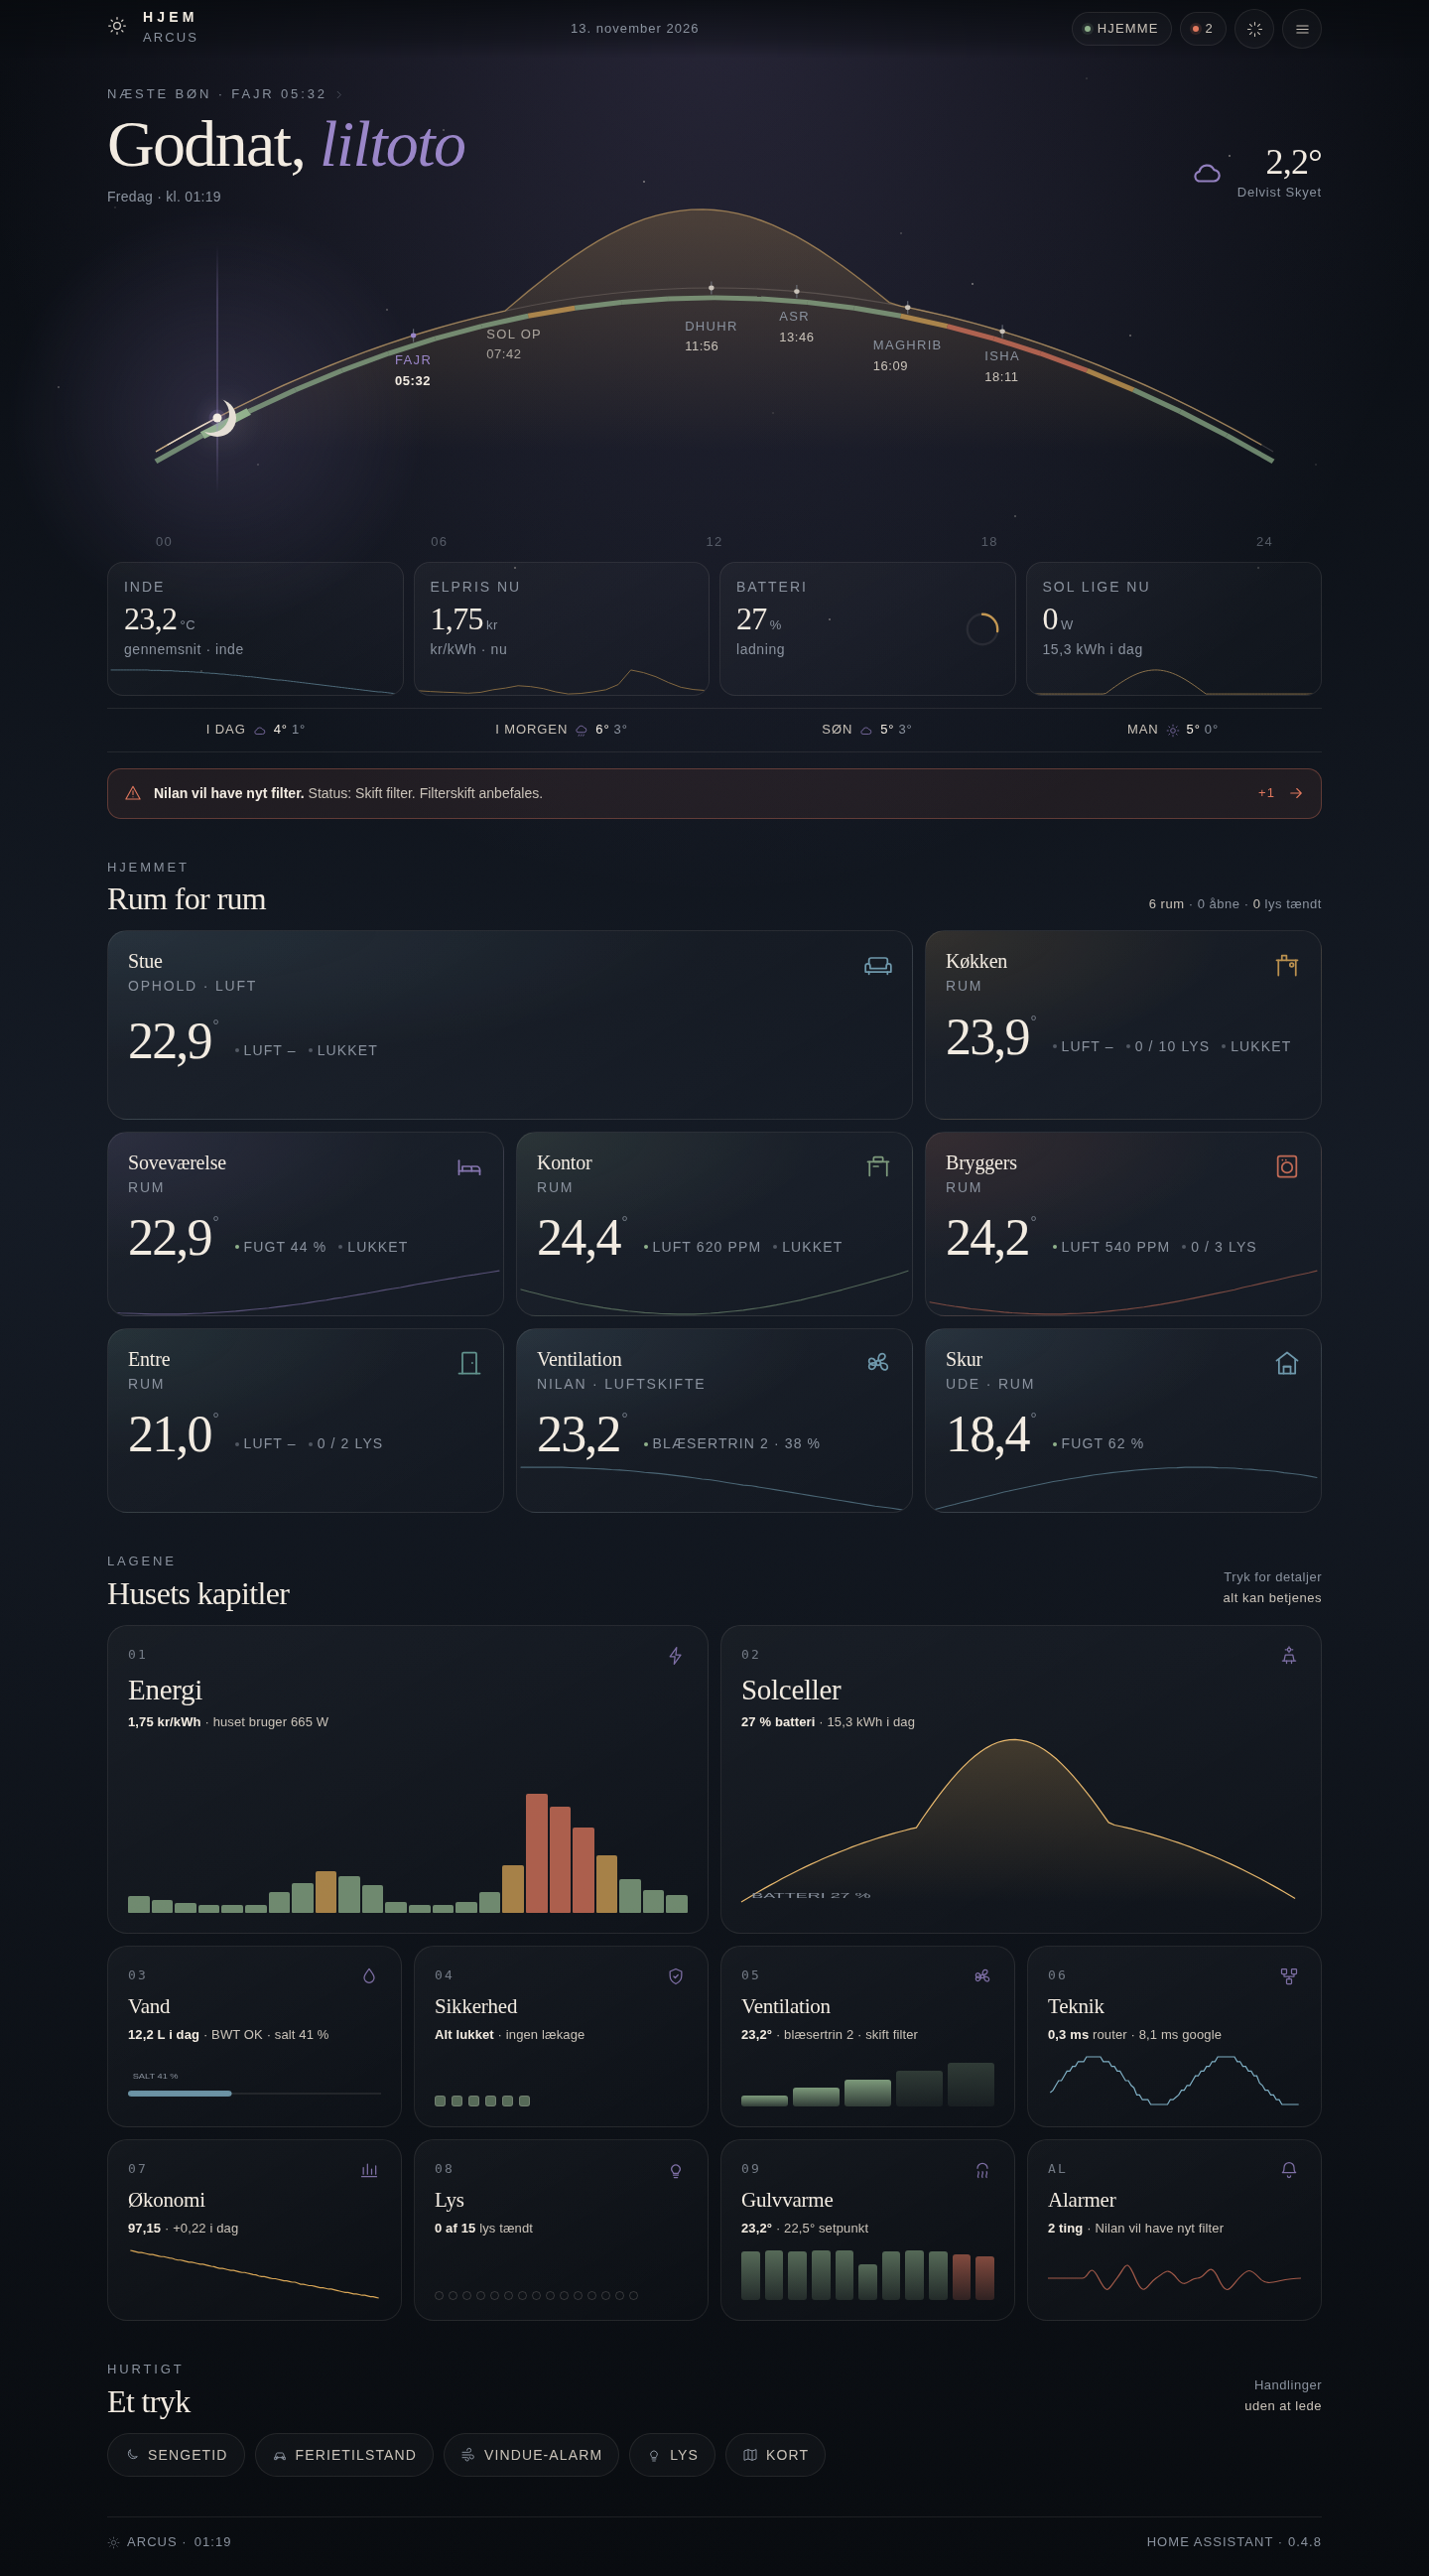 HJEM
ARCUS
13. november 2026
HJEMME
2
NÆSTE BØN · FAJR 05:32
Godnat, liltoto
Fredag · kl. 01:19
2,2°
Delvist Skyet
FAJR
05:32
SOL OP
07:42
DHUHR
11:56
ASR
13:46
MAGHRIB
16:09
ISHA
18:11
00 06 12 18 24
INDE
23,2 °C
gennemsnit · inde
ELPRIS NU
1,75 kr
kr/kWh · nu
BATTERI
27 %
ladning
SOL LIGE NU
0 W
15,3 kWh i dag
I DAG 4° 1°
I MORGEN 6° 3°
SØN 5° 3°
MAN 5° 0°
Nilan vil have nyt filter. Status: Skift filter. Filterskift anbefales.
+1
HJEMMET
Rum for rum
6 rum · 0 åbne · 0 lys tændt
Stue
OPHOLD · LUFT
22,9°
LUFT – LUKKET
Køkken
RUM
23,9°
LUFT – 0 / 10 LYS LUKKET
Soveværelse
RUM
22,9°
FUGT 44 % LUKKET
Kontor
RUM
24,4°
LUFT 620 PPM LUKKET
Bryggers
RUM
24,2°
LUFT 540 PPM 0 / 3 LYS
Entre
RUM
21,0°
LUFT – 0 / 2 LYS
Ventilation
NILAN · LUFTSKIFTE
23,2°
BLÆSERTRIN 2 · 38 %
Skur
UDE · RUM
18,4°
FUGT 62 %
LAGENE
Husets kapitler
Tryk for detaljer
alt kan betjenes
01
Energi
1,75 kr/kWh · huset bruger 665 W
02
Solceller
27 % batteri · 15,3 kWh i dag
BATTERI 27 %
03
Vand
12,2 L i dag · BWT OK · salt 41 %
SALT 41 %
04
Sikkerhed
Alt lukket · ingen lækage
05
Ventilation
23,2° · blæsertrin 2 · skift filter
06
Teknik
0,3 ms router · 8,1 ms google
07
Økonomi
97,15 · +0,22 i dag
08
Lys
0 af 15 lys tændt
09
Gulvvarme
23,2° · 22,5° setpunkt
AL
Alarmer
2 ting · Nilan vil have nyt filter
HURTIGT
Et tryk
Handlinger
uden at lede
SENGETID
FERIETILSTAND
VINDUE-ALARM
LYS
KORT
ARCUS · 01:19
HOME ASSISTANT · 0.4.8